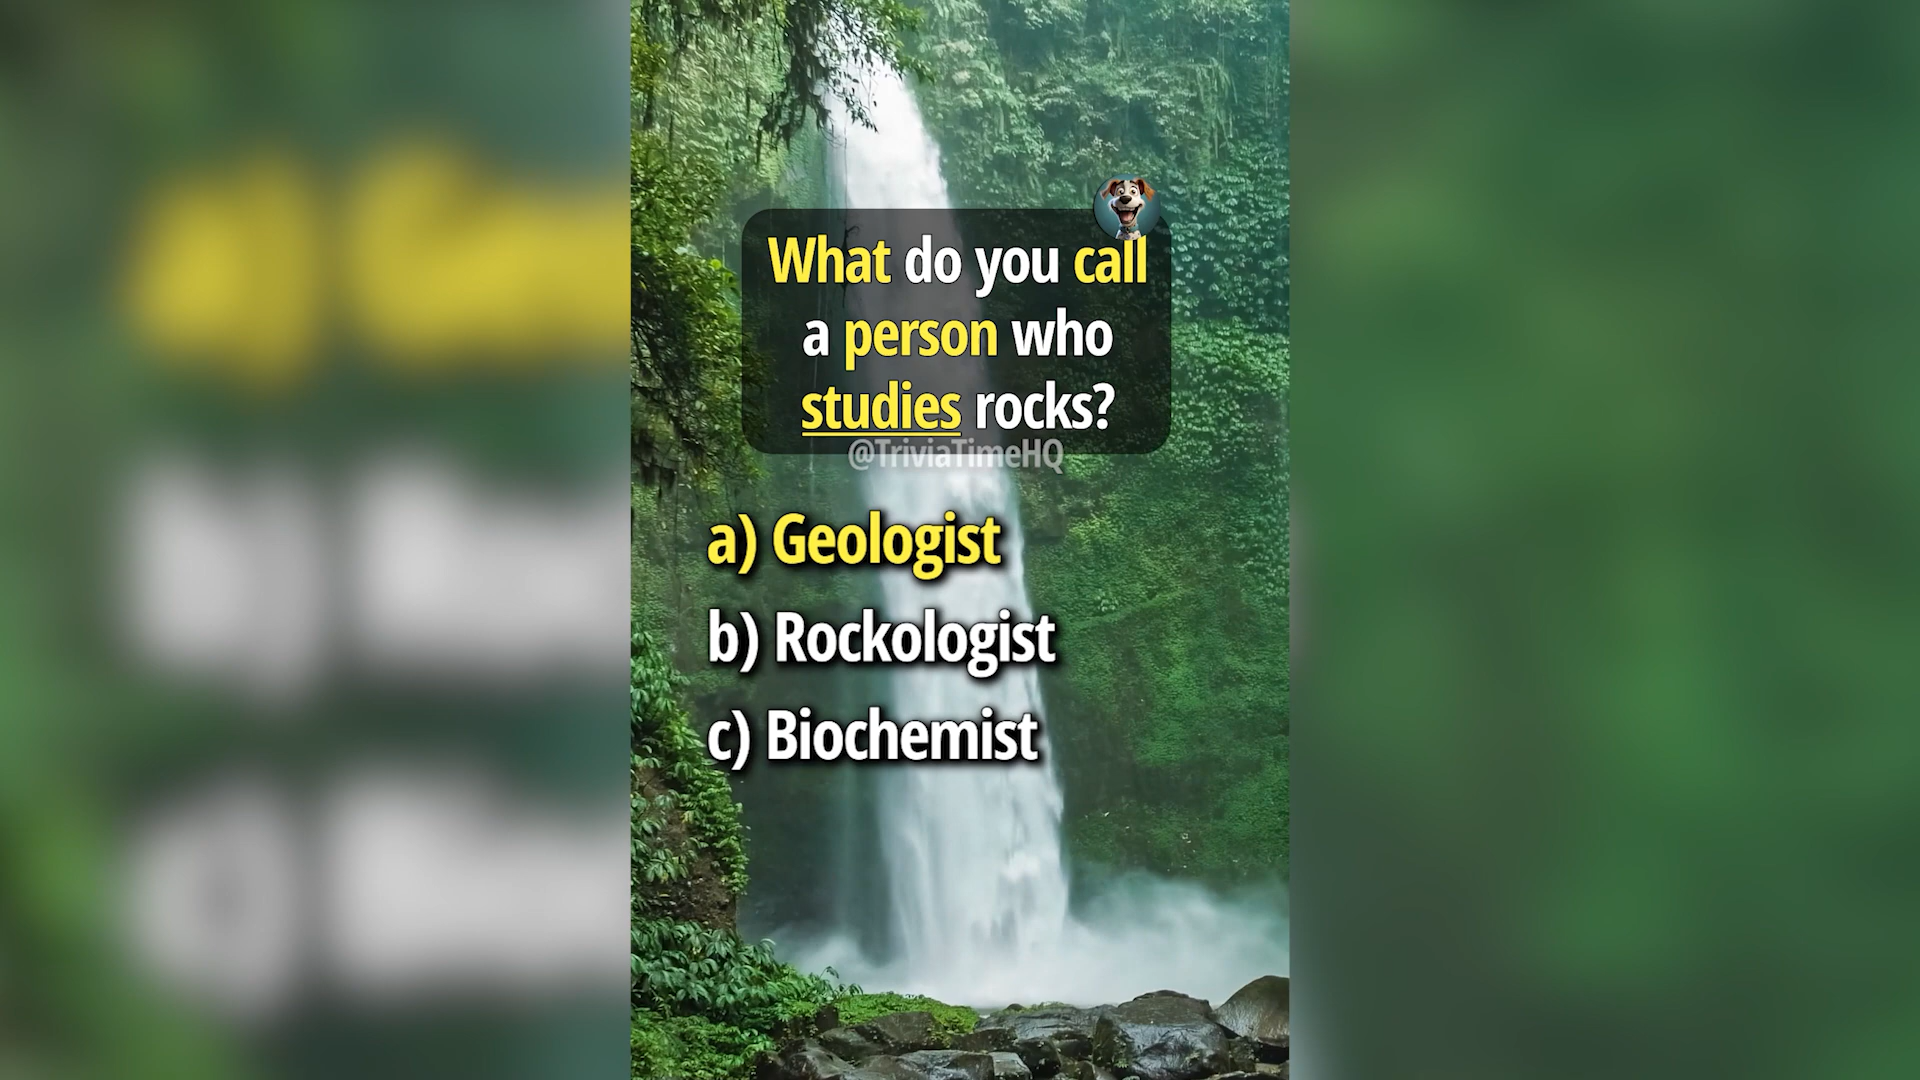 What do you call
a person who
studies rocks?
@TriviaTimeHQ
a) Geologist
b) Rockologist
c) Biochemist